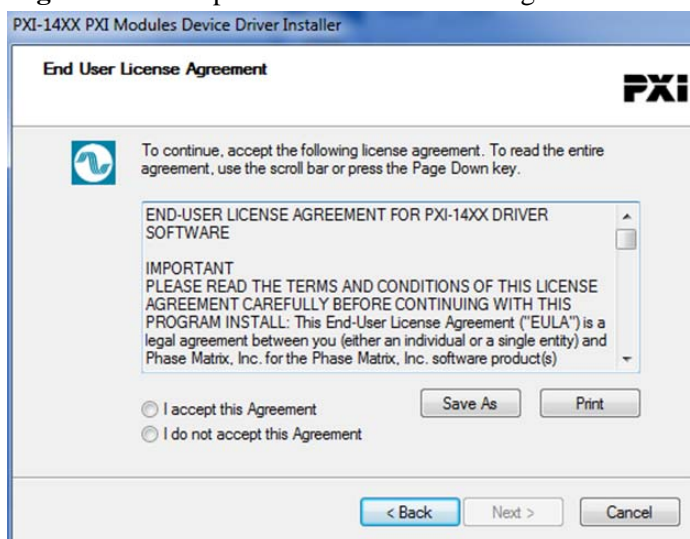 PXI-14XX PXI Modules Device Driver Installer
End User License Agreement
PXI
To continue, accept the following license agreement. To read the entire
agreement, use the scroll bar or press the Page Down key.
END-USER LICENSE AGREEMENT FOR PXI-14XX DRIVER
SOFTWARE
IMPORTANT
PLEASE READ THE TERMS AND CONDITIONS OF THIS LICENSE
AGREEMENT CAREFULLY BEFORE CONTINUING WITH THIS
PROGRAM INSTALL: This End-User License Agreement ("EULA") is a
legal agreement between you (either an individual or a single entity) and
Phase Matrix, Inc. for the Phase Matrix, Inc. software product(s)
I accept this Agreement
I do not accept this Agreement
Save As
Print
< Back
Next >
Cancel